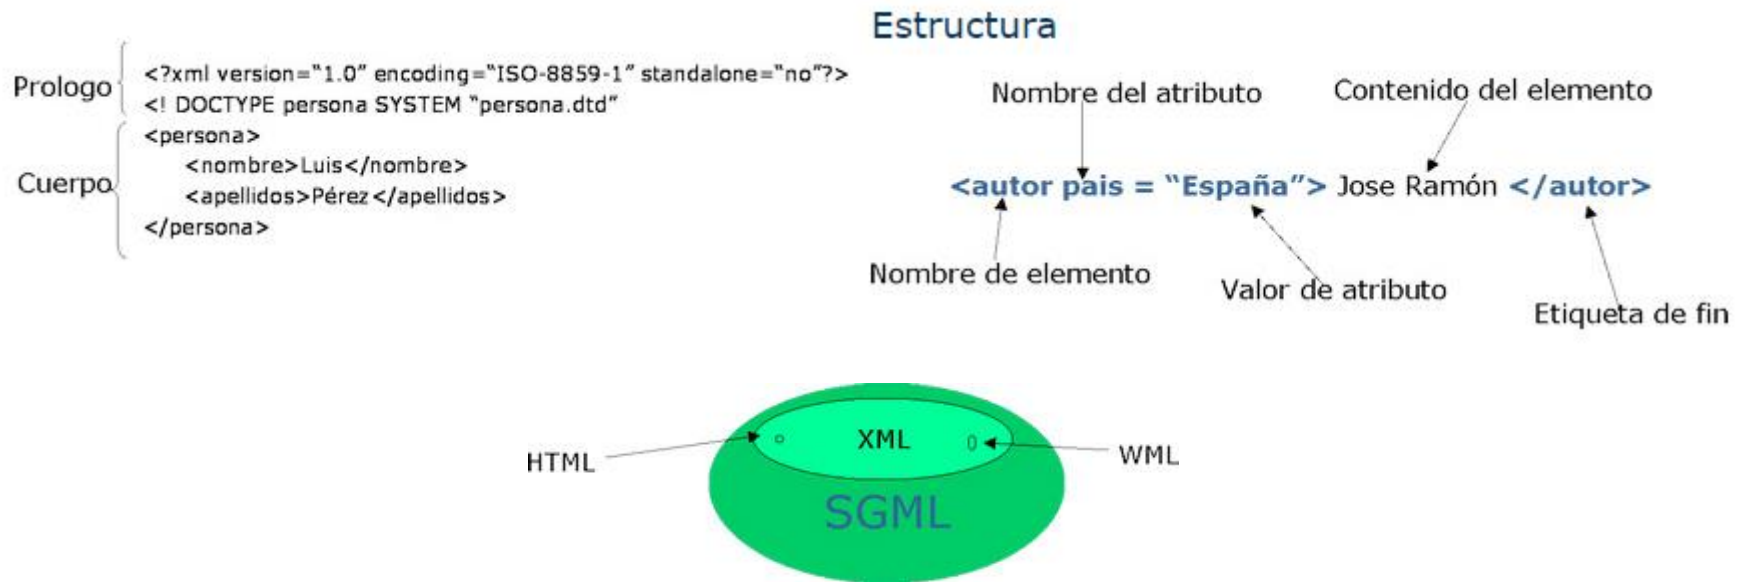 Estructura
Prologo
<?xml version=“1.0” encoding=“ISO-8859-1” standalone=“no”?>
<! DOCTYPE persona SYSTEM “persona.dtd”
Cuerpo
<persona>
<nombre>Luis</nombre>
<apellidos>Pérez</apellidos>
</persona>
Nombre del atributo
Contenido del elemento
<autor pais = “España”> Jose Ramón </autor>
Nombre de elemento
Valor de atributo
Etiqueta de fin
HTML
XML
WML
SGML